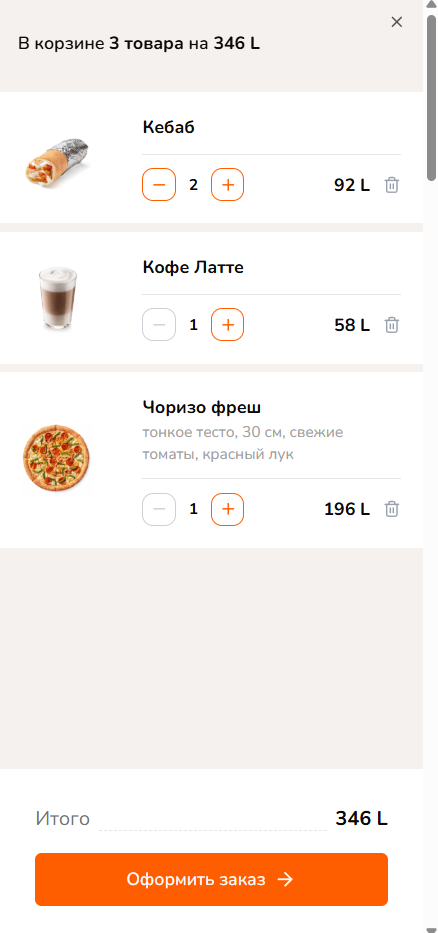 В корзине 3 товара на 346 L
Кебаб
2
92 L
Кофе Латте
1
58 L
Чоризо фреш
тонкое тесто, 30 см, свежие
томаты, красный лук
1
196 L
Итого
346 L
Оформить заказ